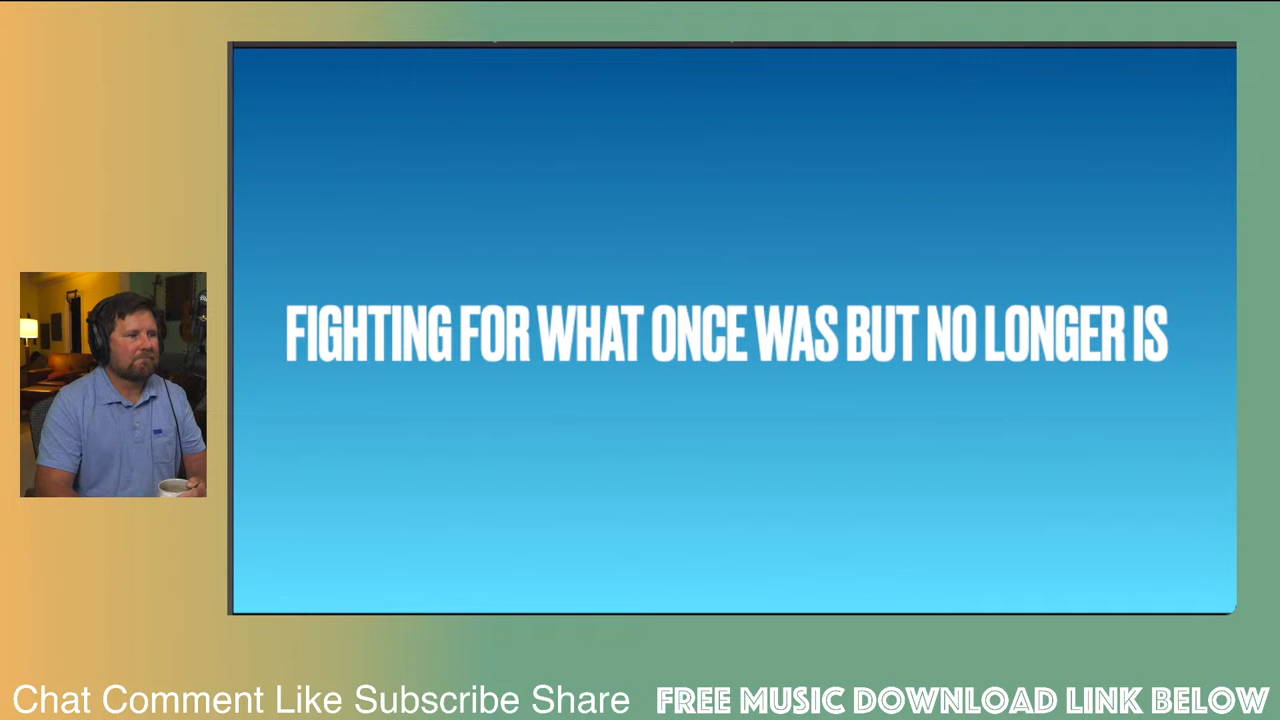 FIGHTING FOR WHAT ONCE WAS BUT NO LONGER IS
Chat Comment Like Subscribe Share
FREE MUSIC DOWNLOAD LINK BELOW